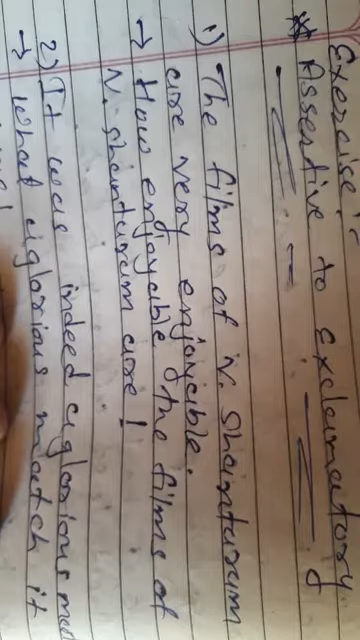 Exercise :
* Assertive to Exclamatory.
1) The films of V. Shantaram
are very enjoyable.
→ How enjoyable the films of
V. Shantaram are !
2) It was indeed a glorious
→ What a glorious match it